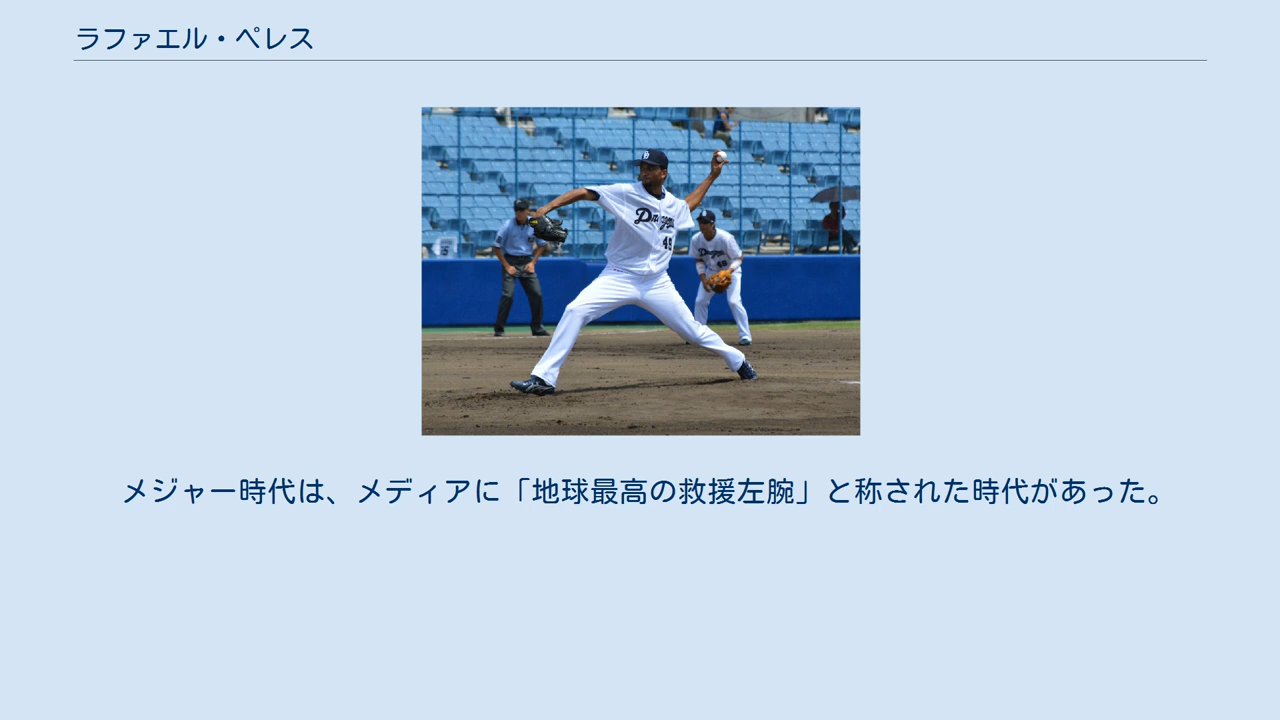 ラファエル・ペレス
Dragons
49
メジャー時代は、メディアに「地球最高の救援左腕」と称された時代があった。